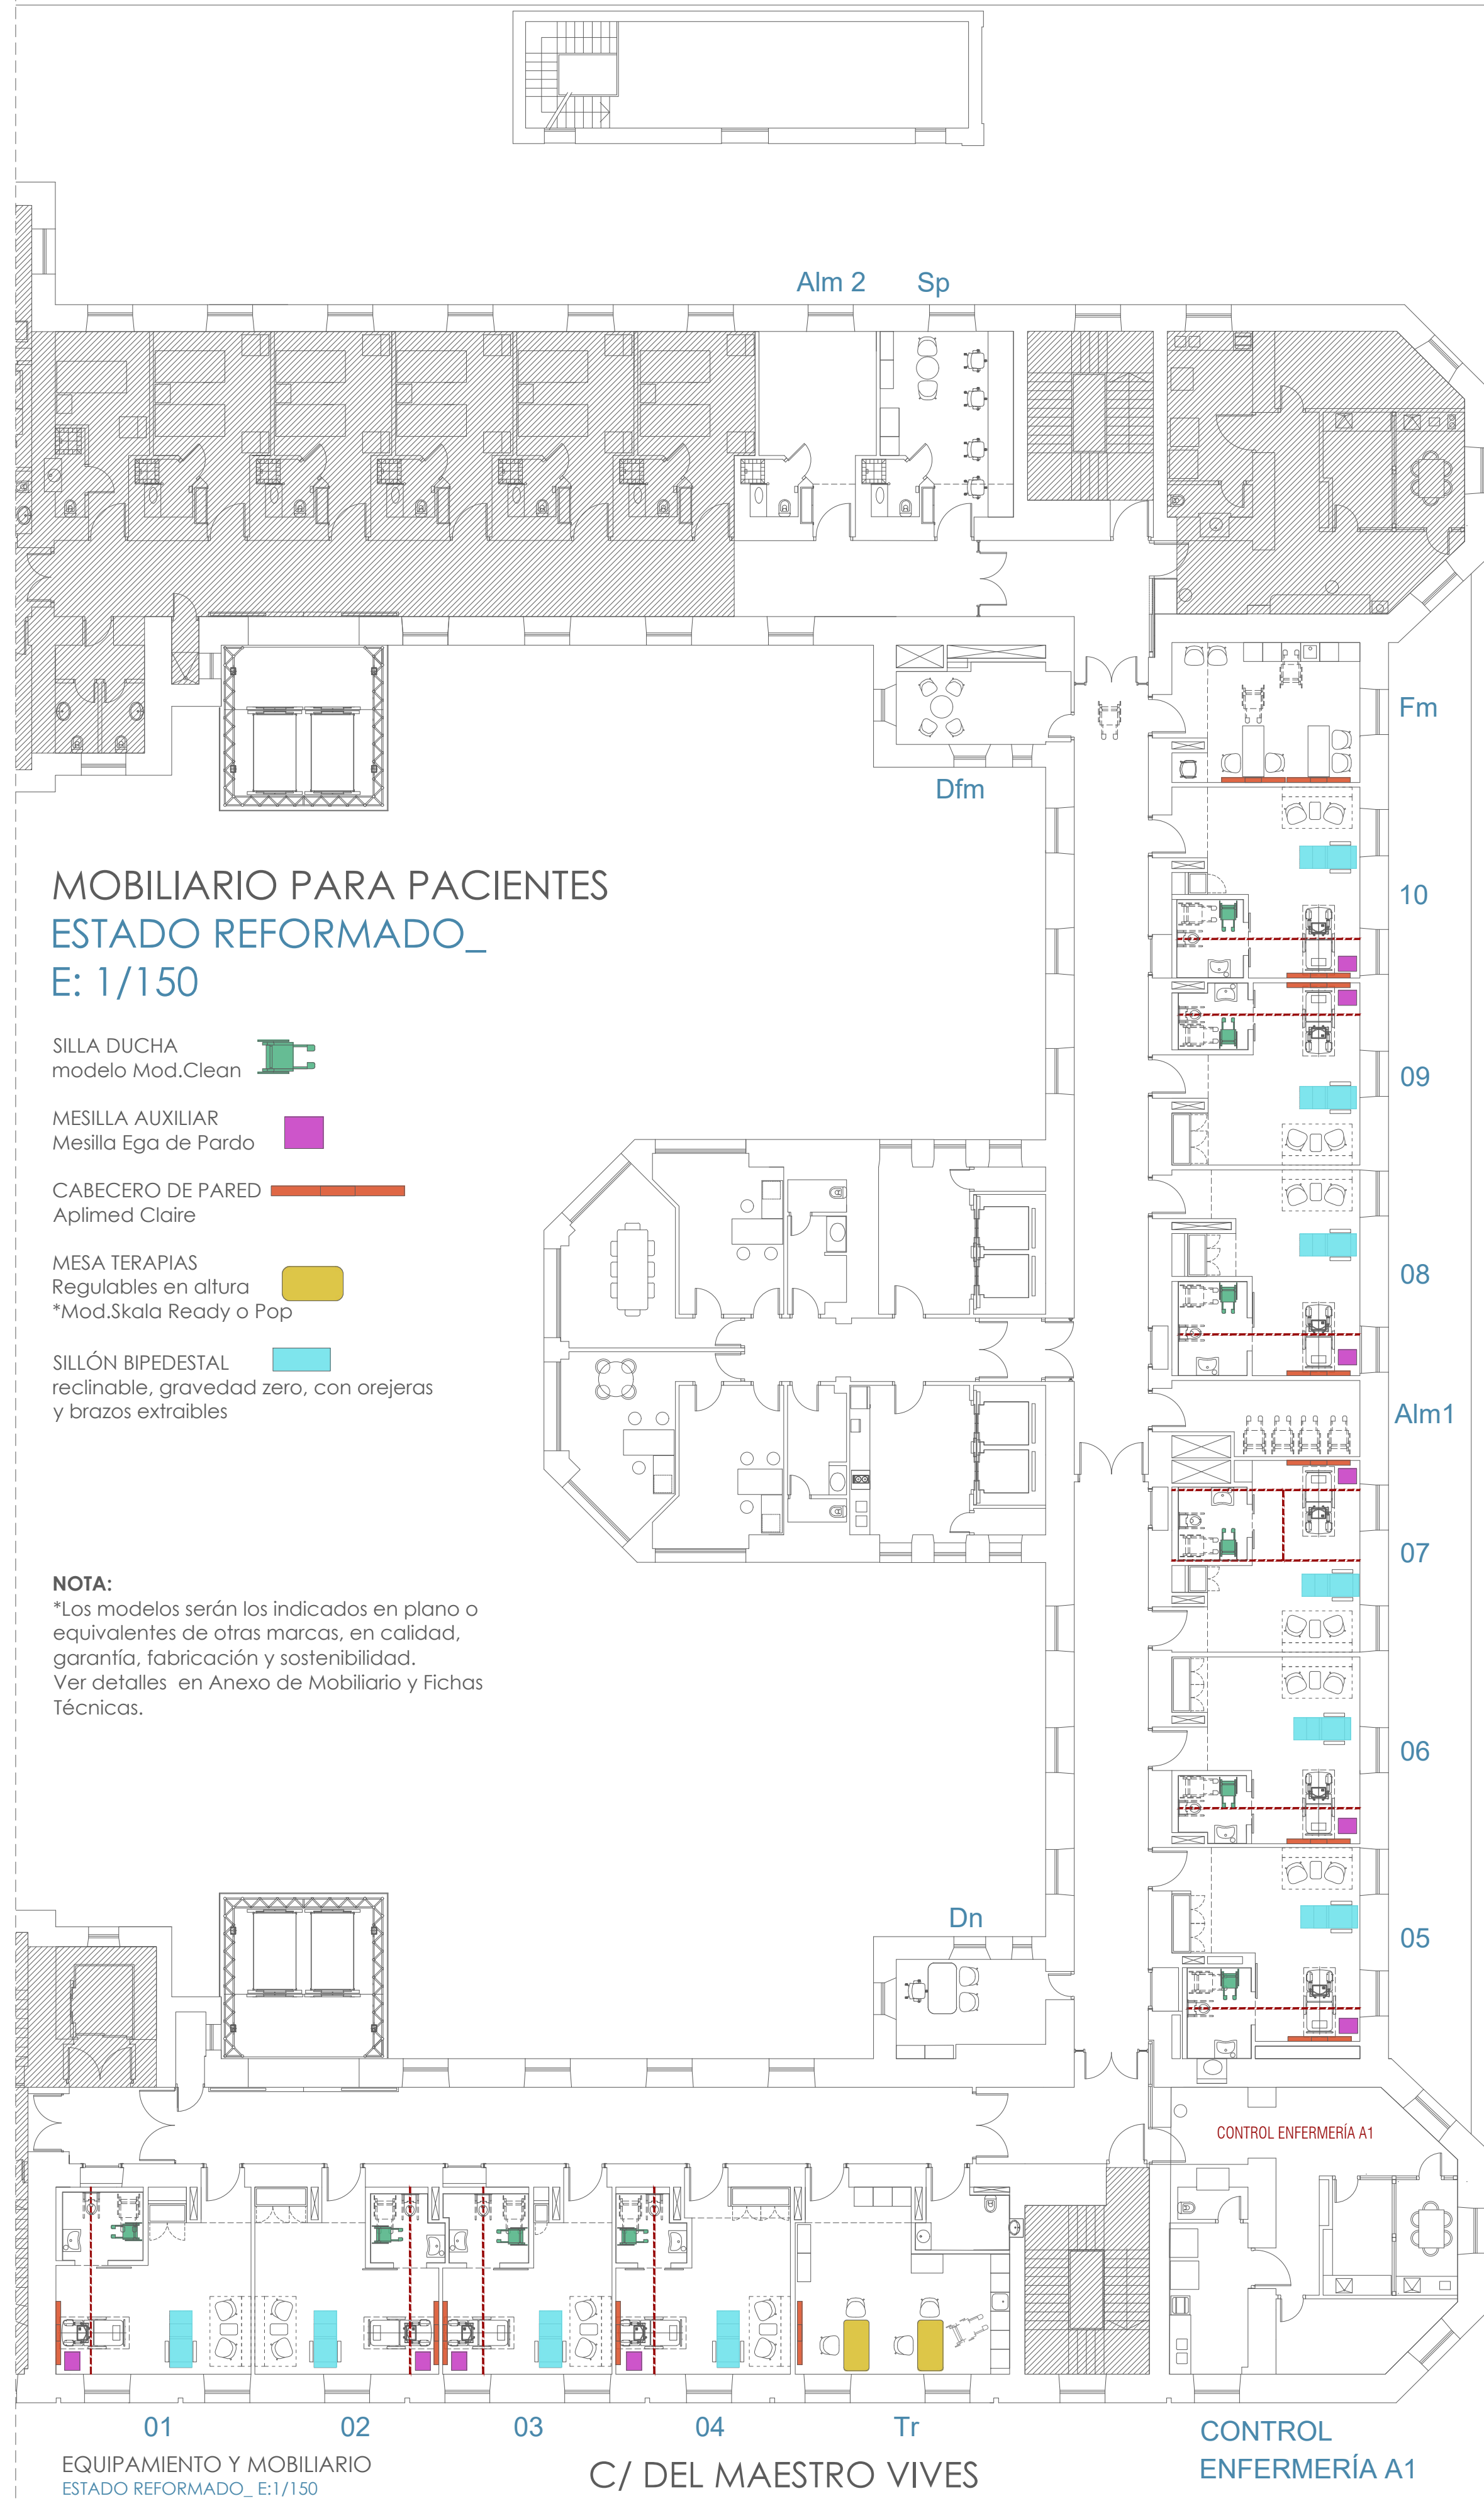 Alm 2
Sp
Fm
Dfm
MOBILIARIO PARA PACIENTES
ESTADO REFORMADO_
E: 1/150
10
SILLA DUCHA
modelo Mod.Clean
09
MESILLA AUXILIAR
Mesilla Ega de Pardo
CABECERO DE PARED
Aplimed Claire
MESA TERAPIAS
Regulables en altura
*Mod.Skala Ready o Pop
08
SILLÓN BIPEDESTAL
reclinable, gravedad zero, con orejeras
y brazos extraibles
Alm1
07
NOTA:
*Los modelos serán los indicados en plano o
equivalentes de otras marcas, en calidad,
garantía, fabricación y sostenibilidad.
Ver detalles en Anexo de Mobiliario y Fichas
Técnicas.
06
Dn
05
CONTROL ENFERMERÍA A1
01
02
03
04
Tr
CONTROL
ENFERMERÍA A1
EQUIPAMIENTO Y MOBILIARIO
ESTADO REFORMADO_ E:1/150
C/ DEL MAESTRO VIVES